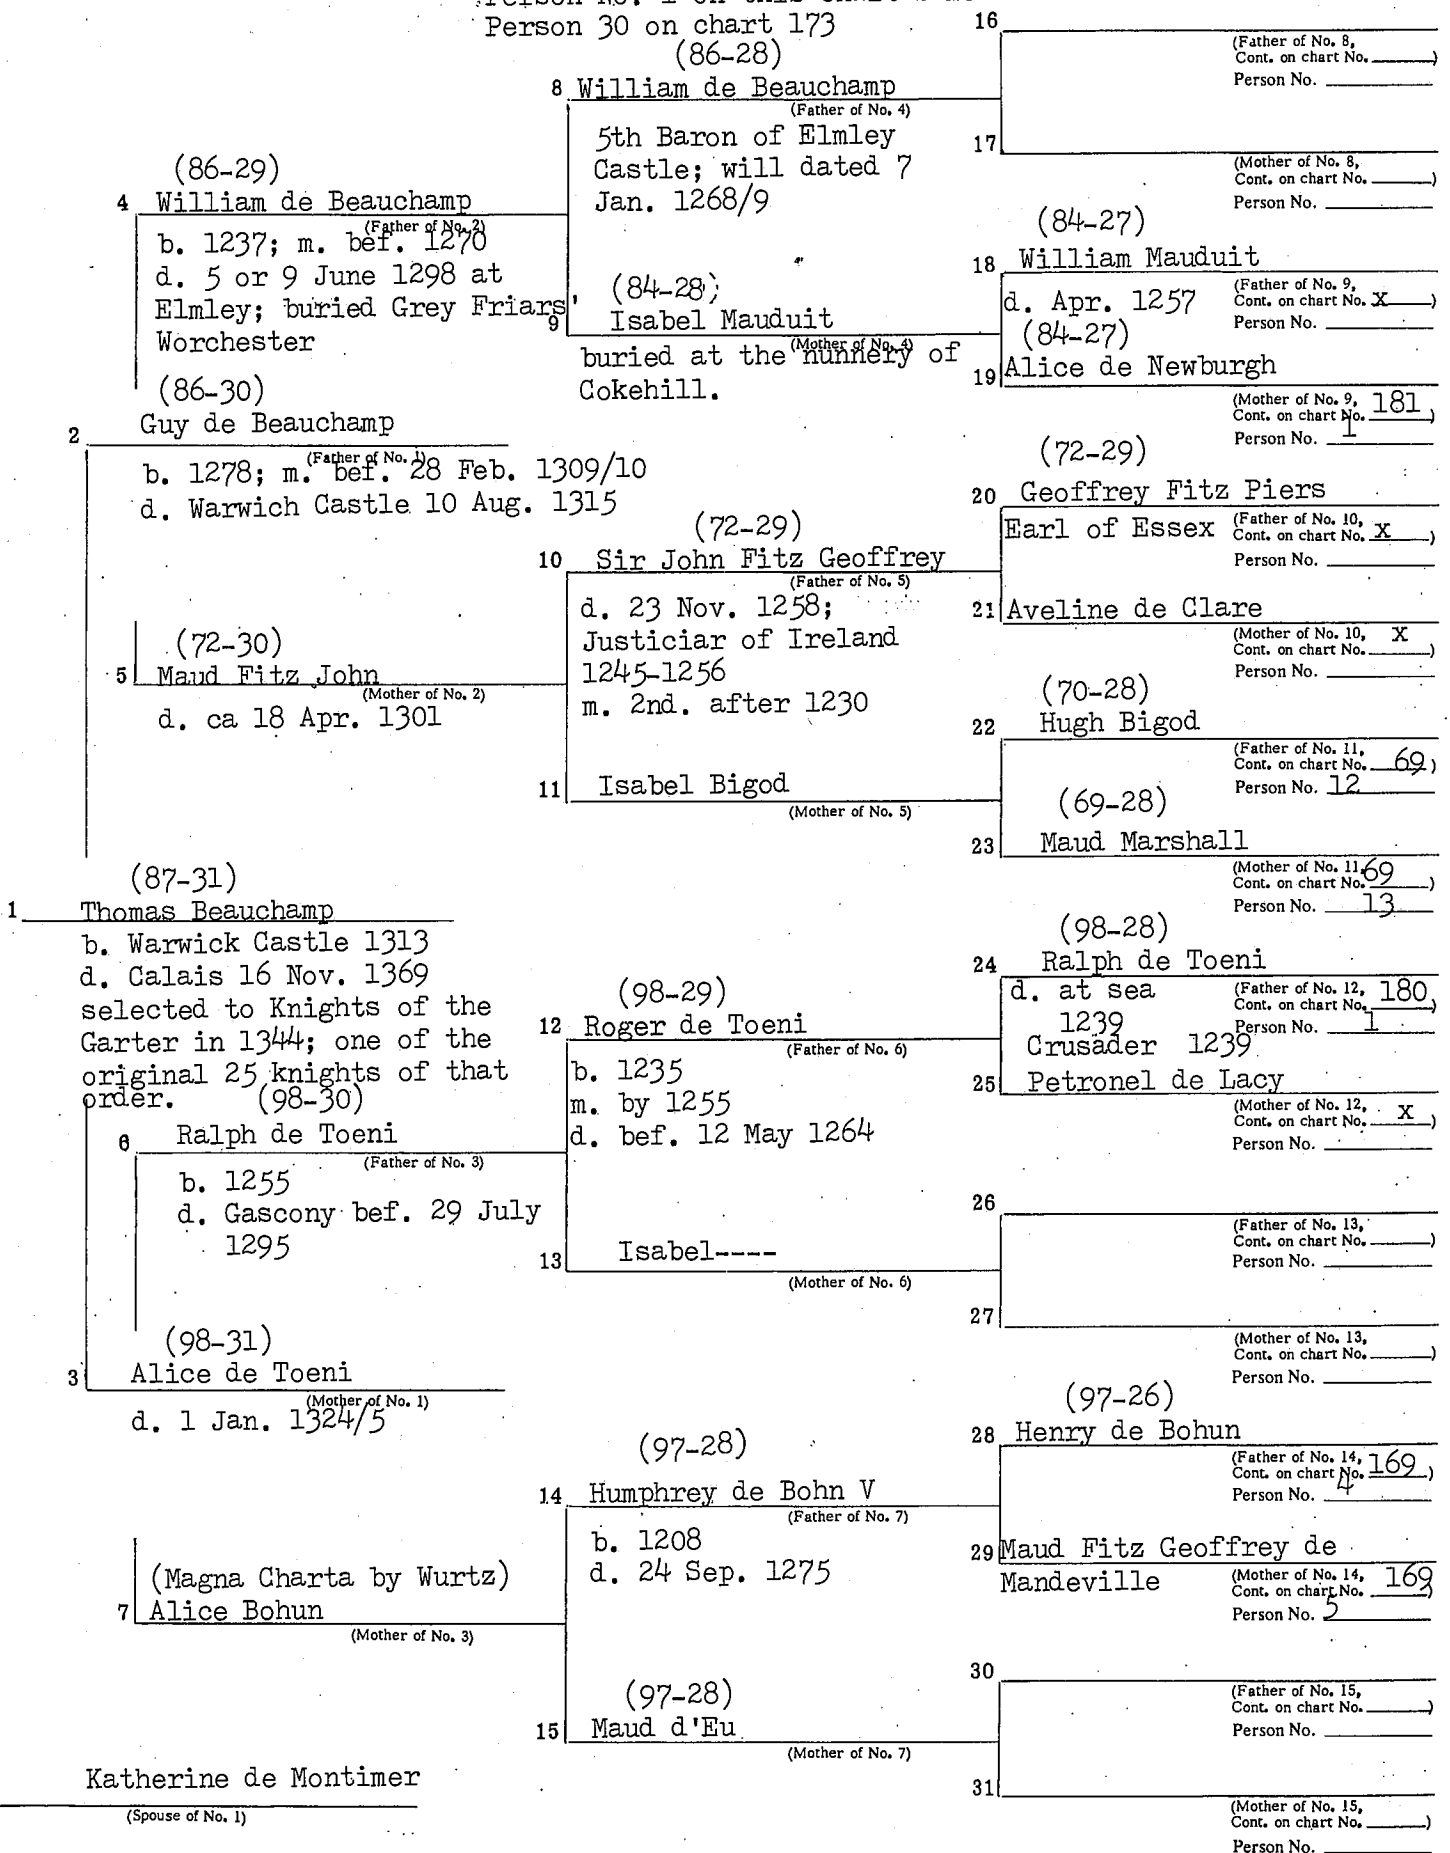 Person 30 on chart 173
1 Thomas Beauchamp
(87-31)
b. Warwick Castle 1313
d. Calais 16 Nov. 1369
selected to Knights of the
Garter in 1344; one of the
original 25 knights of that
order.
Katherine de Montimer
(Spouse of No. 1)
(86-30)
2 Guy de Beauchamp
(Father of No. 1)
b. 1278; m. bef. 28 Feb. 1309/10
d. Warwich Castle 10 Aug. 1315
(98-31)
3 Alice de Toeni
(Mother of No. 1)
d. 1 Jan. 1324/5
(86-29)
4 William de Beauchamp
(Father of No. 2)
b. 1237; m. bef. 1270
d. 5 or 9 June 1298 at
Elmley; buried Grey Friars'
Worchester
(72-30)
5 Maud Fitz John
(Mother of No. 2)
d. ca 18 Apr. 1301
(98-30)
6 Ralph de Toeni
(Father of No. 3)
b. 1255
d. Gascony bef. 29 July
1295
(Magna Charta by Wurtz)
7 Alice Bohun
(Mother of No. 3)
(86-28)
8 William de Beauchamp
(Father of No. 4)
5th Baron of Elmley
Castle; will dated 7
Jan. 1268/9
(84-28)
9 Isabel Mauduit
(Mother of No. 4)
buried at the nunnery of
Cokehill.
(72-29)
10 Sir John Fitz Geoffrey
(Father of No. 5)
d. 23 Nov. 1258;
Justiciar of Ireland
1245-1256
m. 2nd. after 1230
11 Isabel Bigod
(Mother of No. 5)
(98-29)
12 Roger de Toeni
(Father of No. 6)
b. 1235
m. by 1255
d. bef. 12 May 1264
13 Isabel----
(Mother of No. 6)
(97-28)
14 Humphrey de Bohn V
(Father of No. 7)
b. 1208
d. 24 Sep. 1275
(97-28)
15 Maud d'Eu
(Mother of No. 7)
16
(Father of No. 8,
Cont. on chart No. )
Person No.
17
(Mother of No. 8,
Cont. on chart No. )
Person No.
(84-27)
18 William Mauduit
d. Apr. 1257
(Father of No. 9,
Cont. on chart No. X )
Person No.
(84-27)
19 Alice de Newburgh
(Mother of No. 9,
Cont. on chart No. 181 )
Person No. 1
(72-29)
20 Geoffrey Fitz Piers
Earl of Essex
(Father of No. 10,
Cont. on chart No. X )
Person No.
21 Aveline de Clare
(Mother of No. 10,
Cont. on chart No. X )
Person No.
(70-28)
22 Hugh Bigod
(Father of No. 11,
Cont. on chart No. 69 )
Person No. 12
(69-28)
23 Maud Marshall
(Mother of No. 11,
Cont. on chart No. 69 )
Person No. 13
(98-28)
24 Ralph de Toeni
d. at sea
1239
Crusader 1239
(Father of No. 12,
Cont. on chart No. 180 )
Person No. 1
25 Petronel de Lacy
(Mother of No. 12,
Cont. on chart No. X )
Person No.
26
(Father of No. 13,
Cont. on chart No. )
Person No.
27
(Mother of No. 13,
Cont. on chart No. )
Person No.
(97-26)
28 Henry de Bohun
(Father of No. 14,
Cont. on chart No. 169 )
Person No. 4
29 Maud Fitz Geoffrey de
Mandeville
(Mother of No. 14,
Cont. on chart No. 169 )
Person No. 5
30
(Father of No. 15,
Cont. on chart No. )
Person No.
31
(Mother of No. 15,
Cont. on chart No. )
Person No.